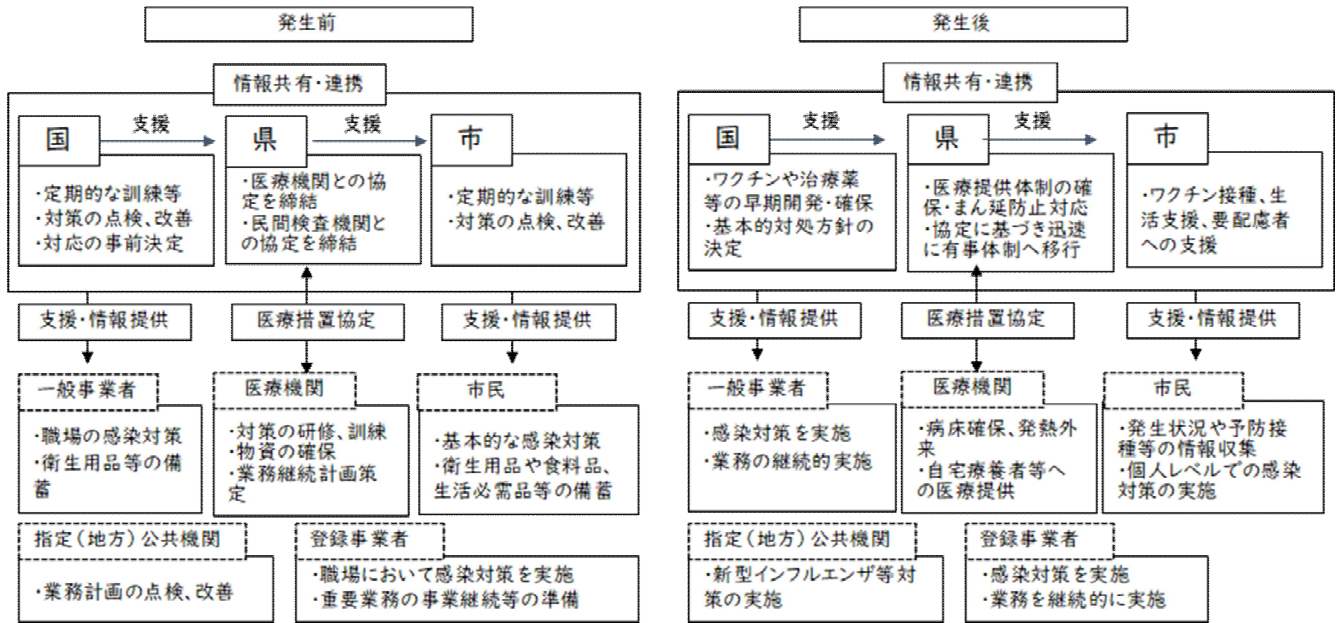 発生前
情報共有・連携
国
支援
県
支援
市
・定期的な訓練等
・対策の点検、改善
・対応の事前決定
・医療機関との協
定を締結
・民間検査機関と
の協定を締結
・定期的な訓練等
・対策の点検、改善
支援・情報提供
医療措置協定
支援・情報提供
一般事業者
・職場の感染対策
・衛生用品等の備
蓄
医療機関
・対策の研修、訓練
・物資の確保
・業務継続計画策
定
市民
・基本的な感染対策
・衛生用品や食料品、
生活必需品等の備蓄
指定(地方)公共機関
・業務計画の点検、改善
登録事業者
・職場において感染対策を実施
・重要業務の事業継続等の準備
発生後
情報共有・連携
国
支援
県
支援
市
・ワクチンや治療薬
等の早期開発・確保
・基本的対処方針の
決定
・医療提供体制の確
保・まん延防止対応
・協定に基づき迅速
に有事体制へ移行
・ワクチン接種、生
活支援、要配慮者
への支援
支援・情報提供
医療措置協定
支援・情報提供
一般事業者
・感染対策を実施
・業務の継続的実施
医療機関
・病床確保、発熱外
来
・自宅療養者等へ
の医療提供
市民
・発生状況や予防接
種等の情報収集
・個人レベルでの感染
対策の実施
指定(地方)公共機関
・新型インフルエンザ等対
策の実施
登録事業者
・感染対策を実施
・業務を継続的に実施